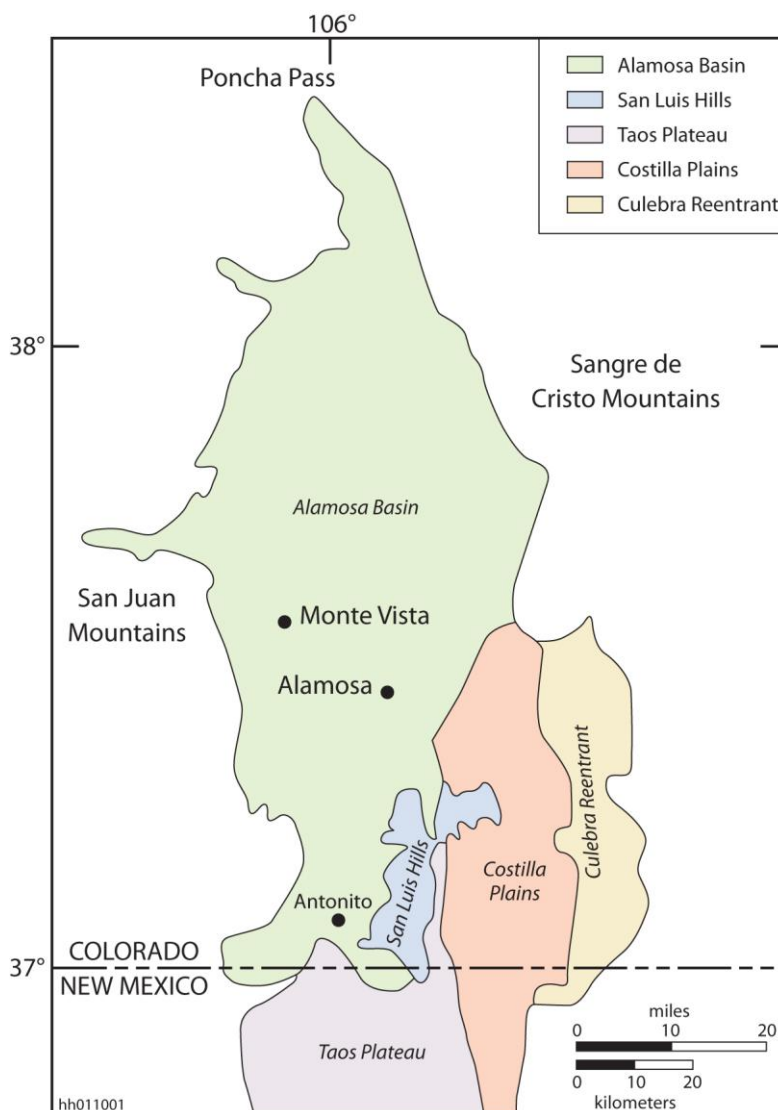 106°
Poncha Pass
Alamosa Basin
San Luis Hills
Taos Plateau
Costilla Plains
Culebra Reentrant
38°
Sangre de
Cristo Mountains
Alamosa Basin
San Juan
Mountains
Monte Vista
Alamosa
Culebra Reentrant
San Luis Hills
Costilla
Plains
Antonito
COLORADO
37°
NEW MEXICO
Taos Plateau
miles
0 10 20
0 10 20
kilometers
hh011001